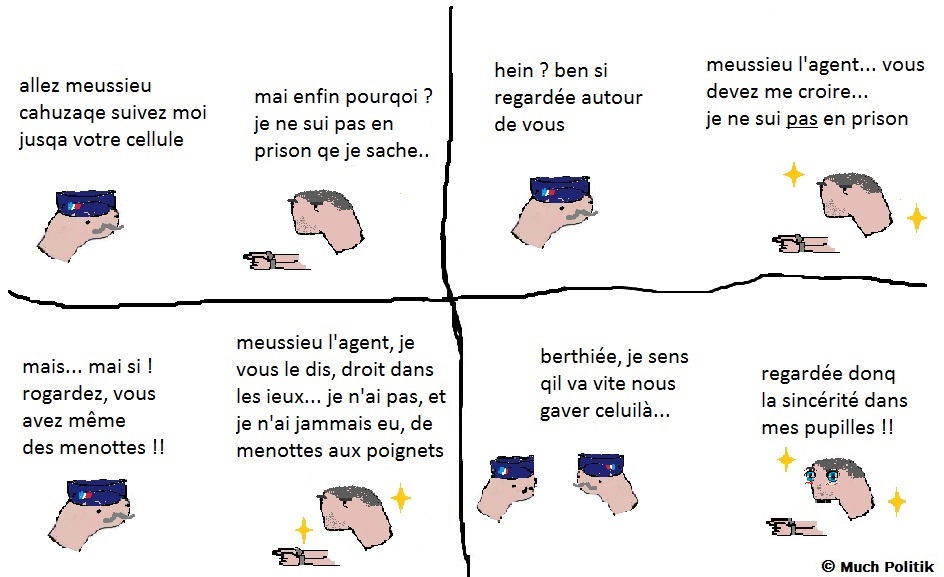 allez meussieu
cahuzaqe suivez moi
jusqa votre cellule
mai enfin pourqoi ?
je ne sui pas en
prison qe je sache..
hein ? ben si
regardée autour
de vous
meussieu l'agent... vous
devez me croire...
je ne sui pas en prison
mais... mai si !
rogardez, vous
avez même
des menottes !!
meussieu l'agent, je
vous le dis, droit dans
les ieux... je n'ai pas, et
je n'ai jammais eu, de
menottes aux poignets
berthiée, je sens
qil va vite nous
gaver celuilà...
regardée donq
la sincérité dans
mes pupilles !!
© Much Politik